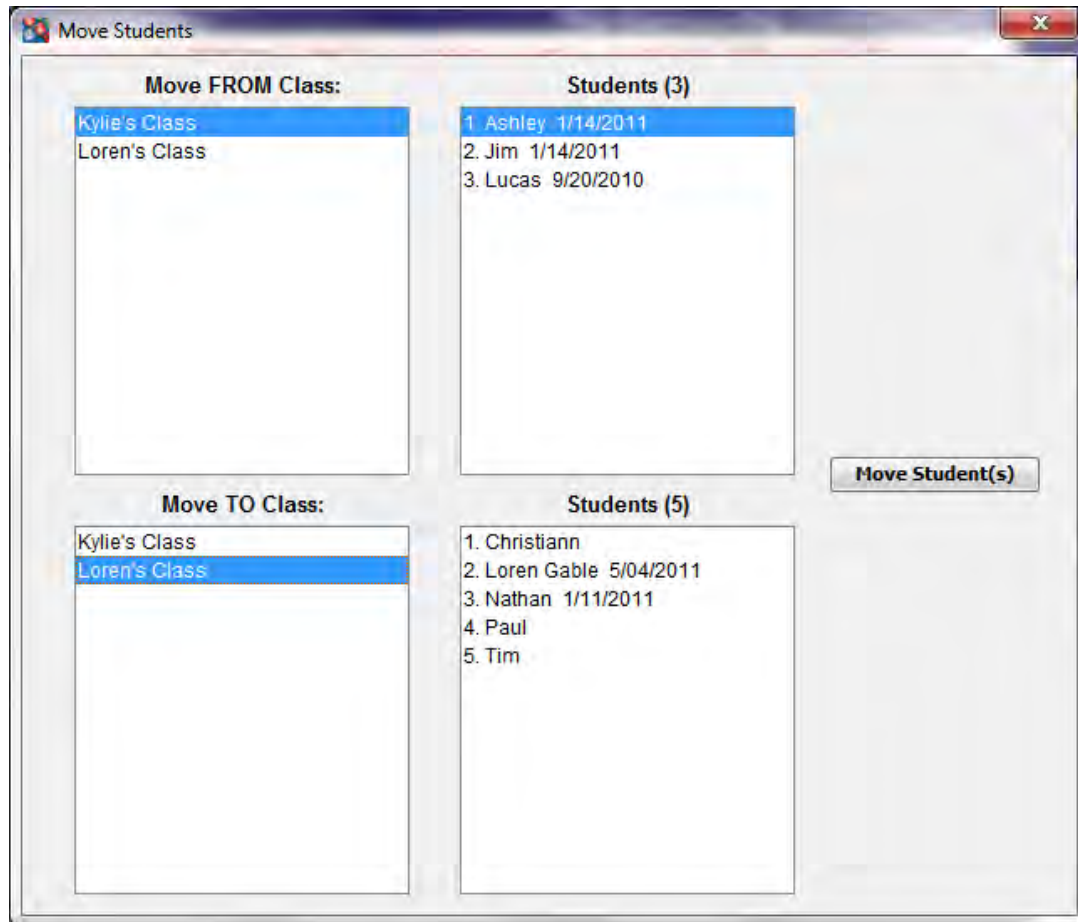 Move Students
Move FROM Class:
Kylie's Class
Loren's Class
Students (3)
1. Ashley 1/14/2011
2. Jim 1/14/2011
3. Lucas 9/20/2010
Move Student(s)
Move TO Class:
Kylie's Class
Loren's Class
Students (5)
1. Christiann
2. Loren Gable 5/04/2011
3. Nathan 1/11/2011
4. Paul
5. Tim